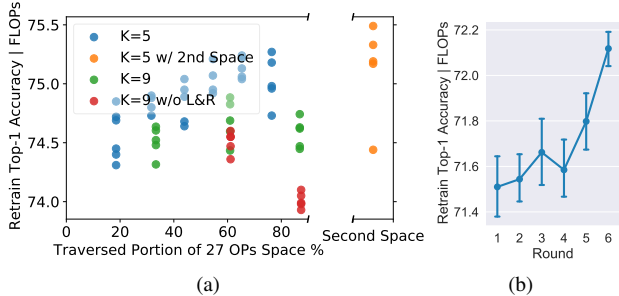 Retrain Top-1 Accuracy | FLOPs
75.5
75.0
74.5
74.0
K=5
K=5 w/ 2nd Space
K=9
K=9 w/o L&R
0 20 40 60 80
Traversed Portion of 27 OPs Space %
Second Space
(a)
Retrain Top-1 Accuracy | FLOPs
72.2
72.0
71.8
71.6
71.4
1 2 3 4 5 6
Round
(b)